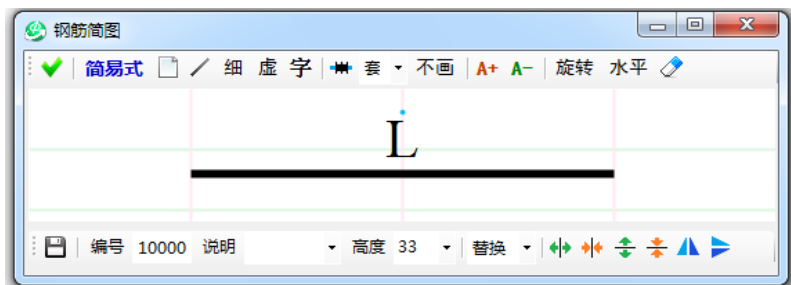 钢筋简图
简易式 细 虚 字 套 不画 A+ A- 旋转 水平
L
编号 10000 说明 高度 33 替换